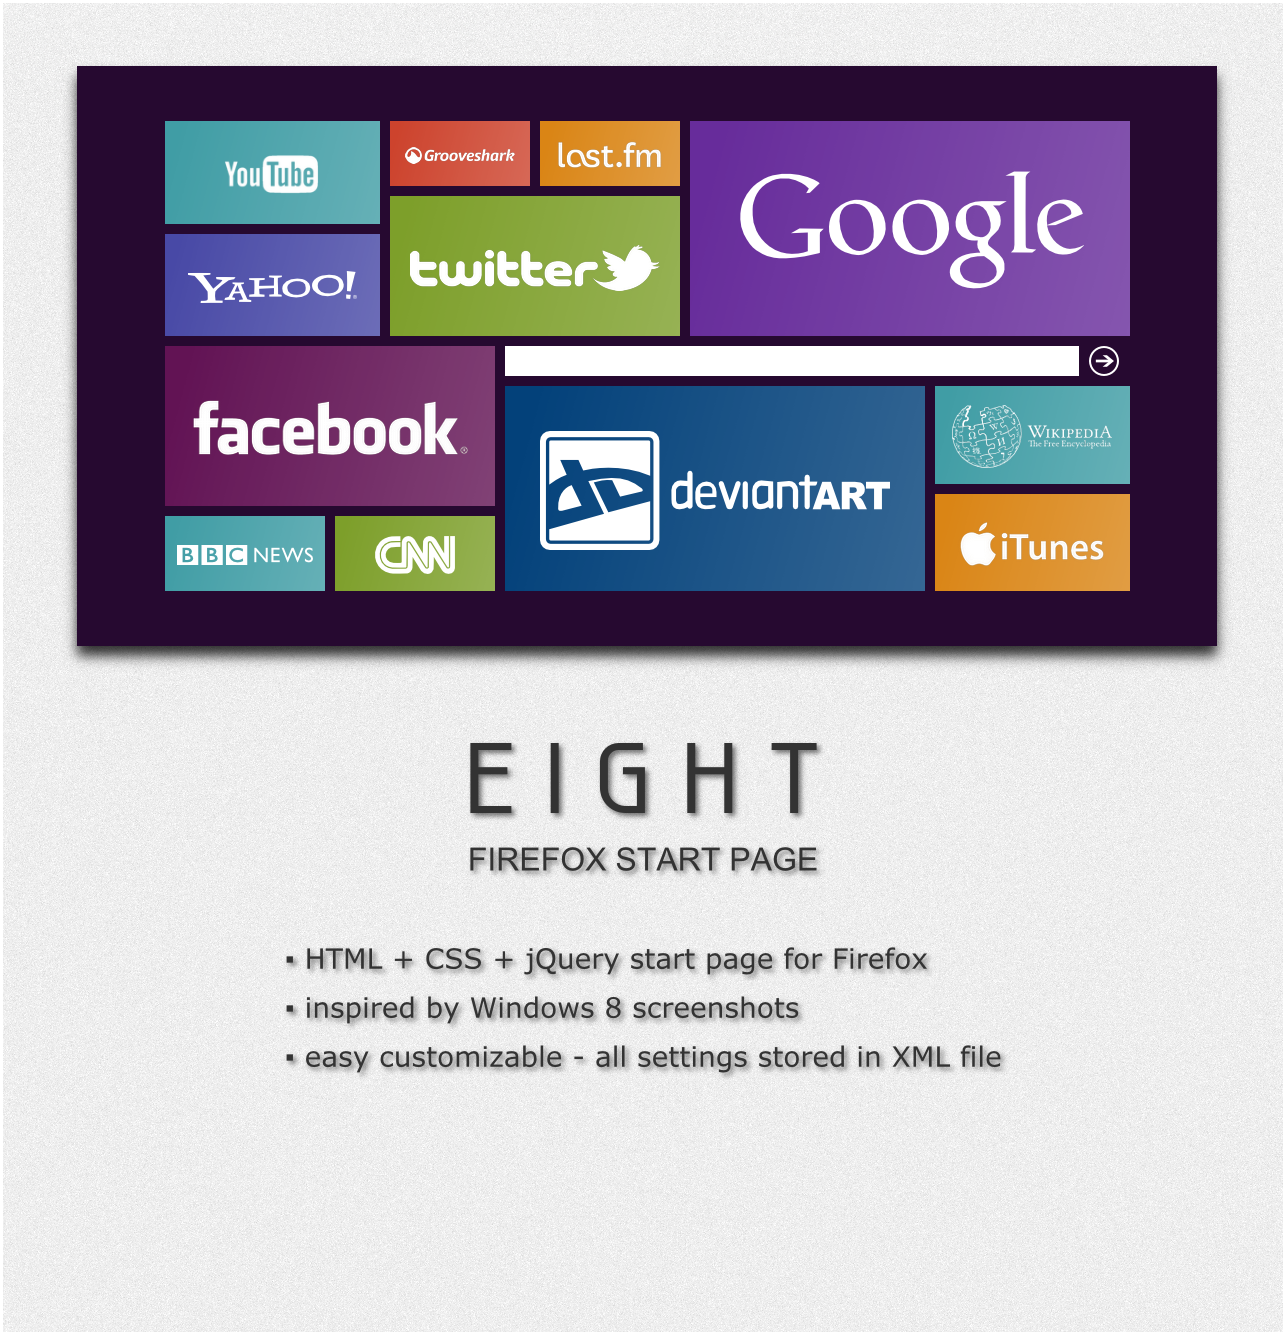 YouTube
Grooveshark
last.fm
Google
YAHOO!
twitter
facebook®
deviantART
WIKIPEDIA
The Free Encyclopedia
BBC NEWS
CNN
iTunes
EIGHT
FIREFOX START PAGE
▪ HTML + CSS + jQuery start page for Firefox
▪ inspired by Windows 8 screenshots
▪ easy customizable - all settings stored in XML file